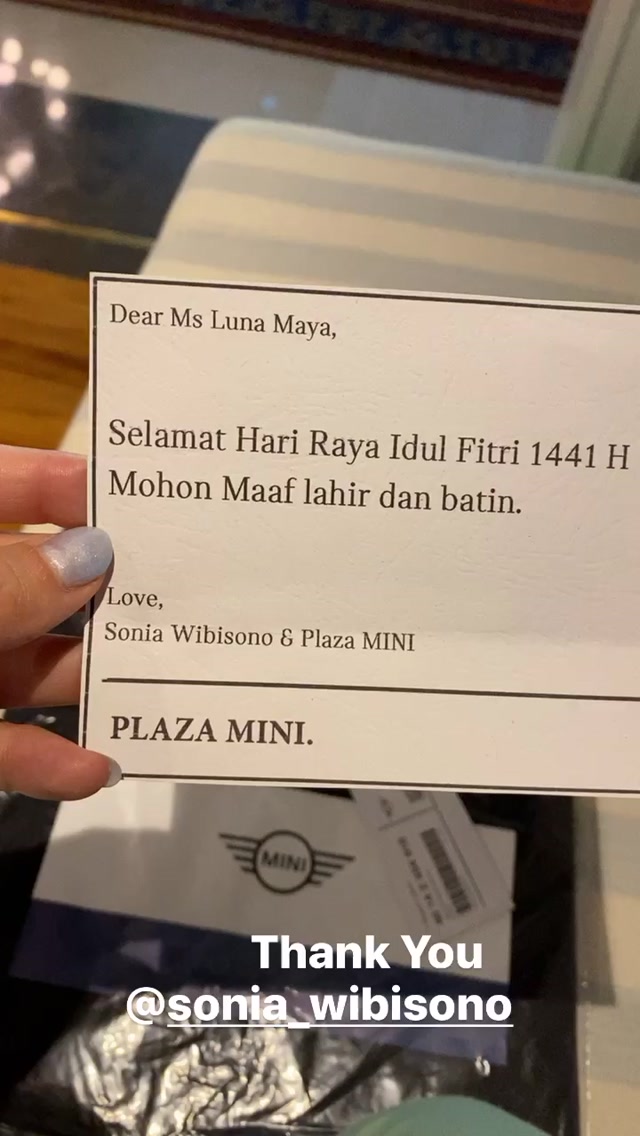 Dear Ms Luna Maya,
Selamat Hari Raya Idul Fitri 1441 H
Mohon Maaf lahir dan batin.
Love,
Sonia Wibisono & Plaza MINI
PLAZA MINI.
MINI
Thank You
@sonia_wibisono